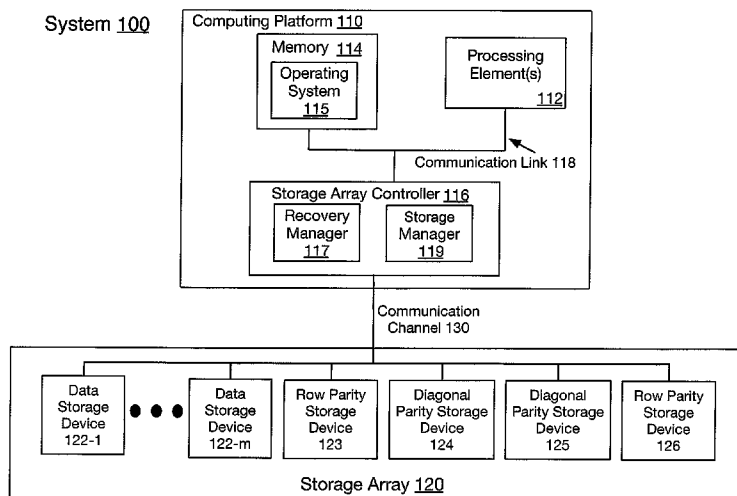 System 100
Computing Platform 110
Memory 114
Operating
System
115
Processing
Element(s)
112
Communication Link 118
Storage Array Controller 116
Recovery
Manager
117
Storage
Manager
119
Communication
Channel 130
Data
Storage
Device
122-1
Data
Storage
Device
122-m
Row Parity
Storage
Device
123
Diagonal
Parity Storage
Device
124
Diagonal
Parity Storage
Device
125
Row Parity
Storage
Device
126
Storage Array 120